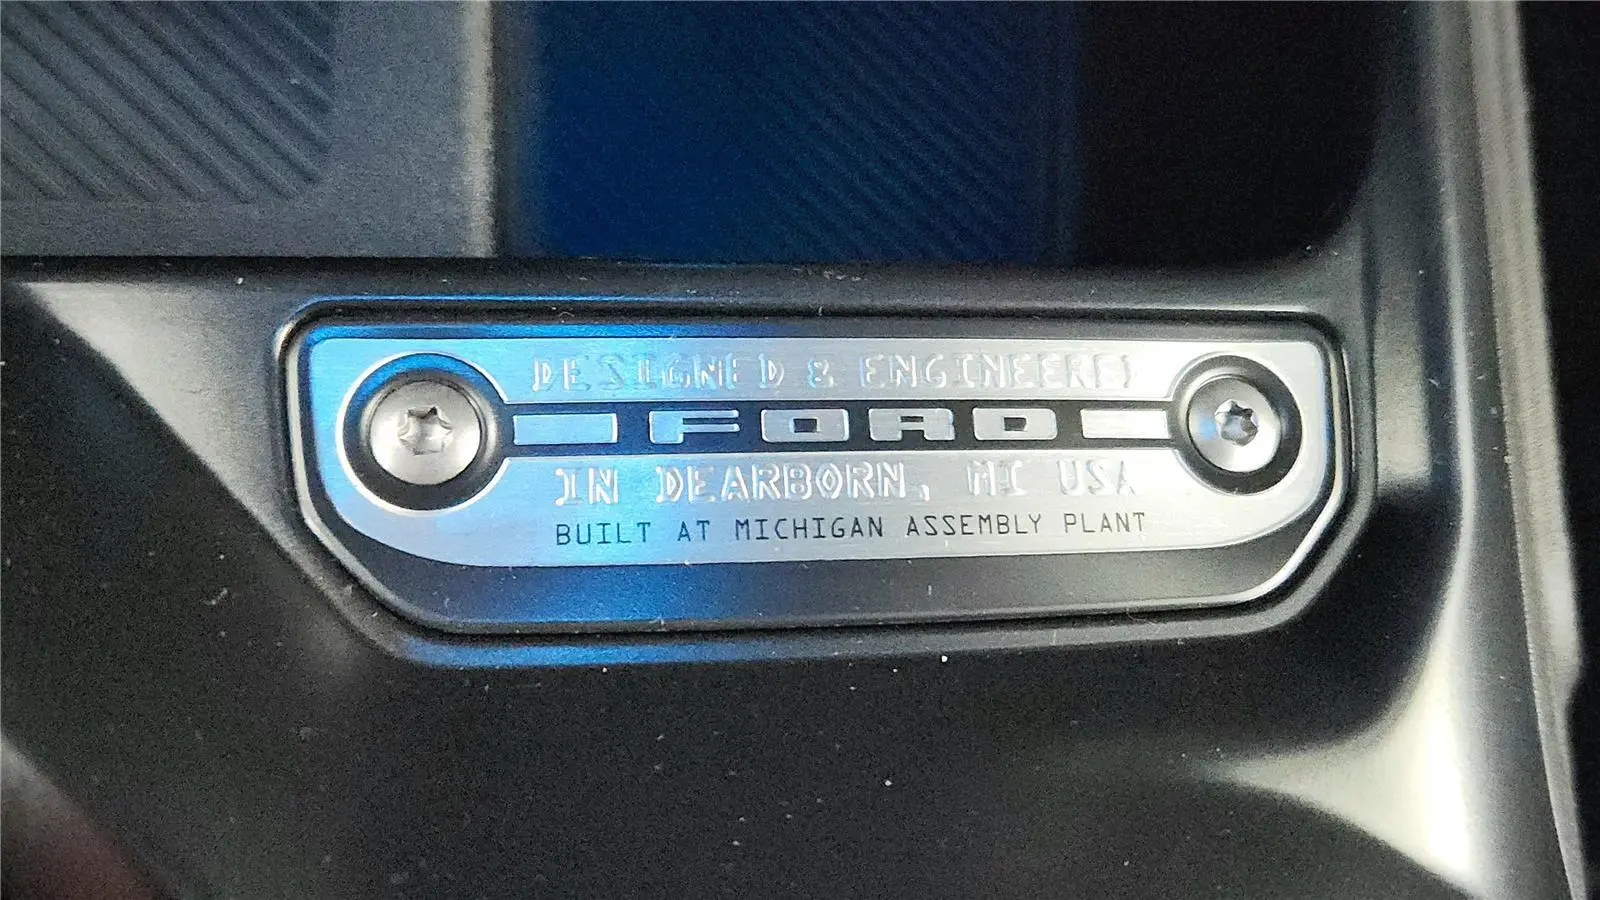 DESIGNED & ENGINEERED
FORD
IN DEARBORN, MI USA
BUILT AT MICHIGAN ASSEMBLY PLANT